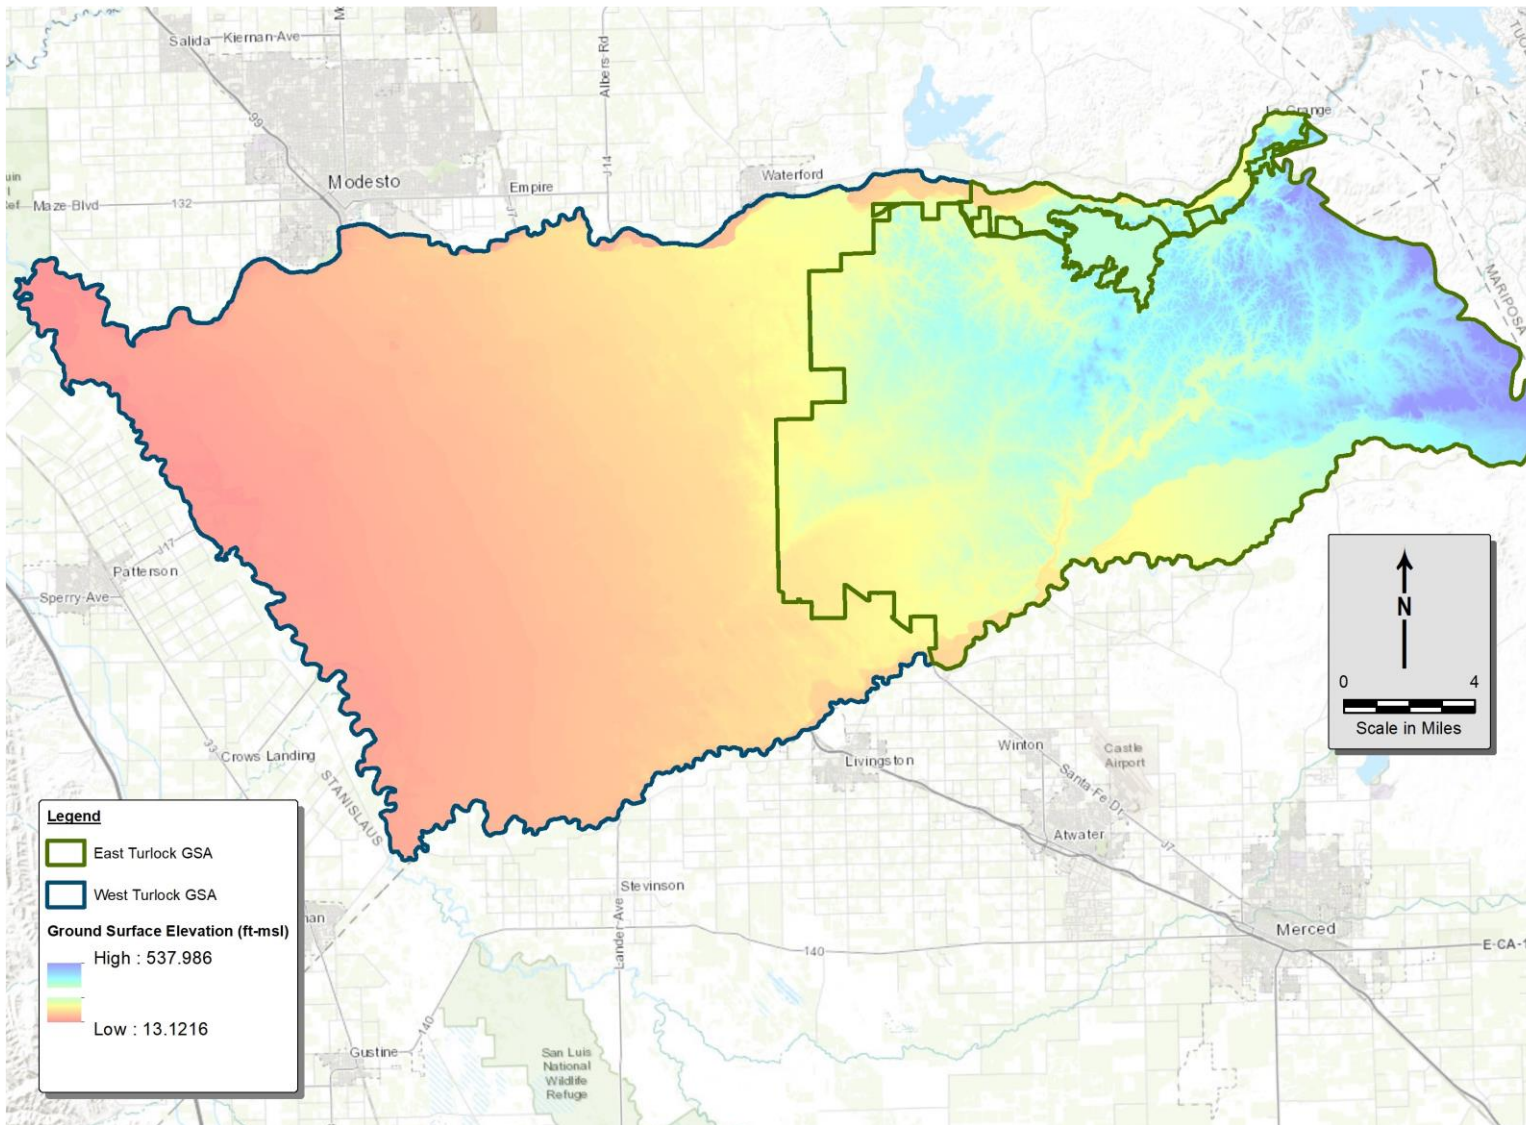 Salida
Kiernan-Ave
99
Albers-Rd
J14
Modesto
Empire
J7
Waterford
La Grange
Maze-Blvd
132
MARIPOSA
J17
Patterson
Sperry-Ave
33
Crows Landing
STANISLAUS
Livingston
Winton
Castle
Airport
Santa-Fe Dr
J7
Atwater
Stevinson
Lander-Ave
140
Merced
E-CA-1
140
Gustine
San Luis
National
Wildlife
Refuge
N
0 4
Scale in Miles
Legend
East Turlock GSA
West Turlock GSA
Ground Surface Elevation (ft-msl)
High : 537.986
Low : 13.1216